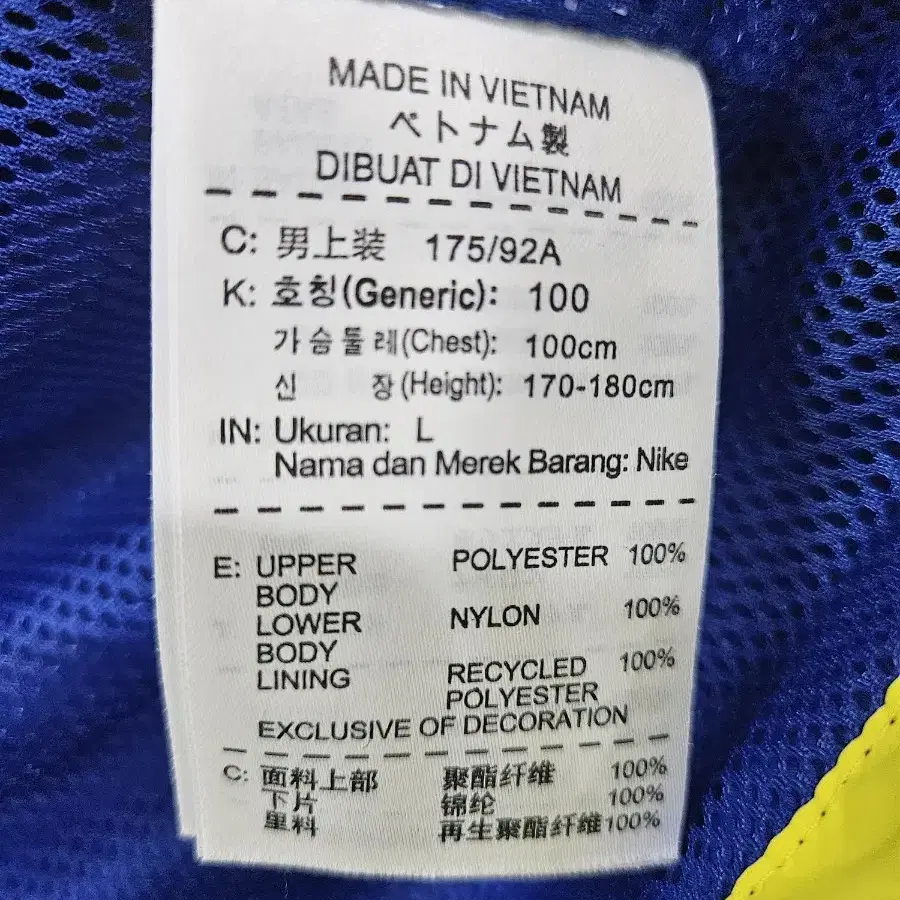 MADE IN VIETNAM
ベトナム製
DIBUAT DI VIETNAM
C: 男上装 175/92A
K: 호칭(Generic): 100
가슴둘레(Chest): 100cm
신 장(Height): 170-180cm
IN: Ukuran: L
Nama dan Merek Barang: Nike
E: UPPER BODY POLYESTER 100%
LOWER BODY NYLON 100%
LINING RECYCLED POLYESTER 100%
EXCLUSIVE OF DECORATION
C: 面料上部 聚酯纤维 100%
下片 锦纶 100%
里料 再生聚酯纤维100%